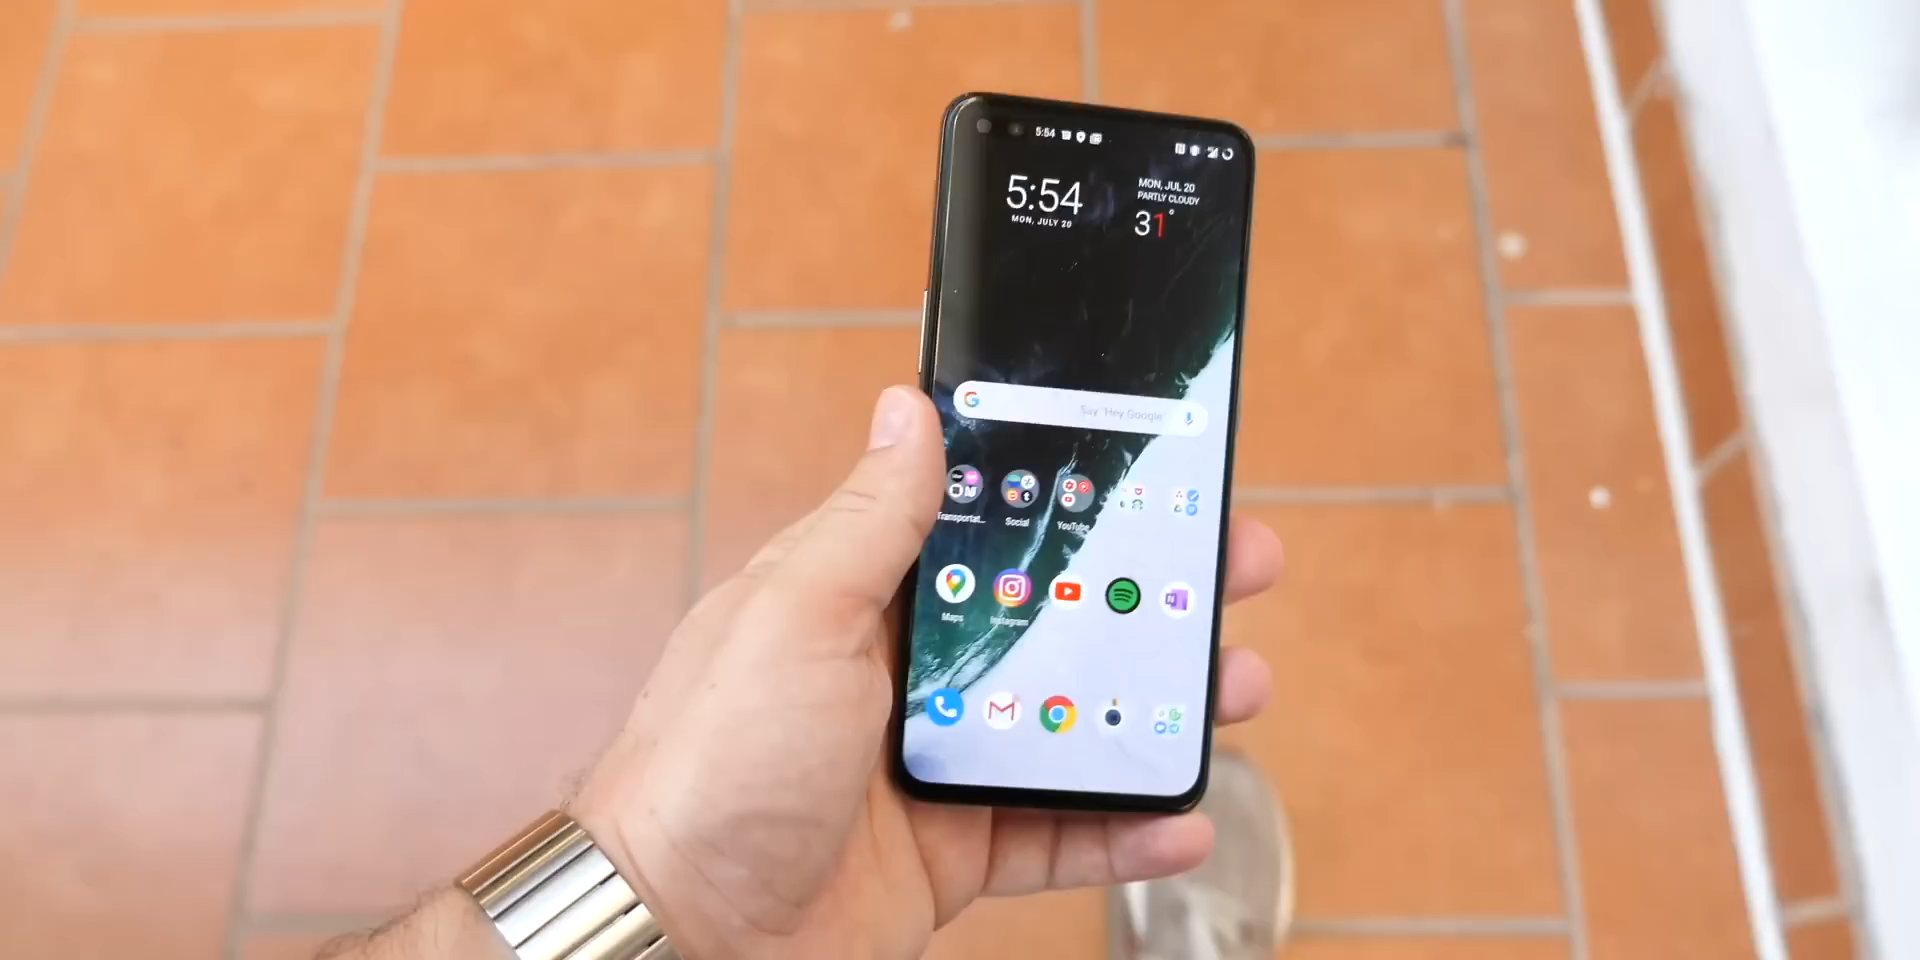 5:54
5:54
MON, JULY 20
MON, JUL 20
PARTLY CLOUDY
31°
Say "Hey Google"
Transportat...
Social
YouTube
Maps
Instagram